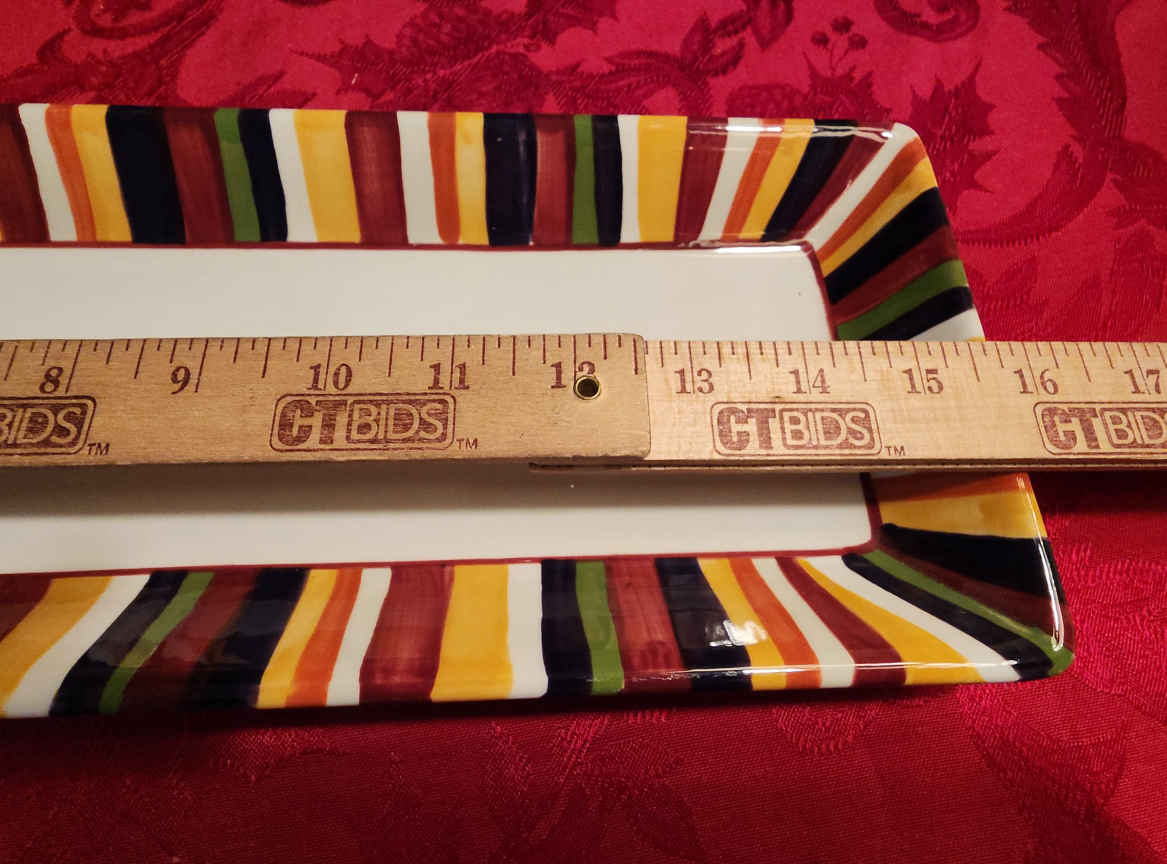 8 9 10 11 12 13 14 15 16 17
BIDS™ CTBIDS™ CTBIDS™ CTBID